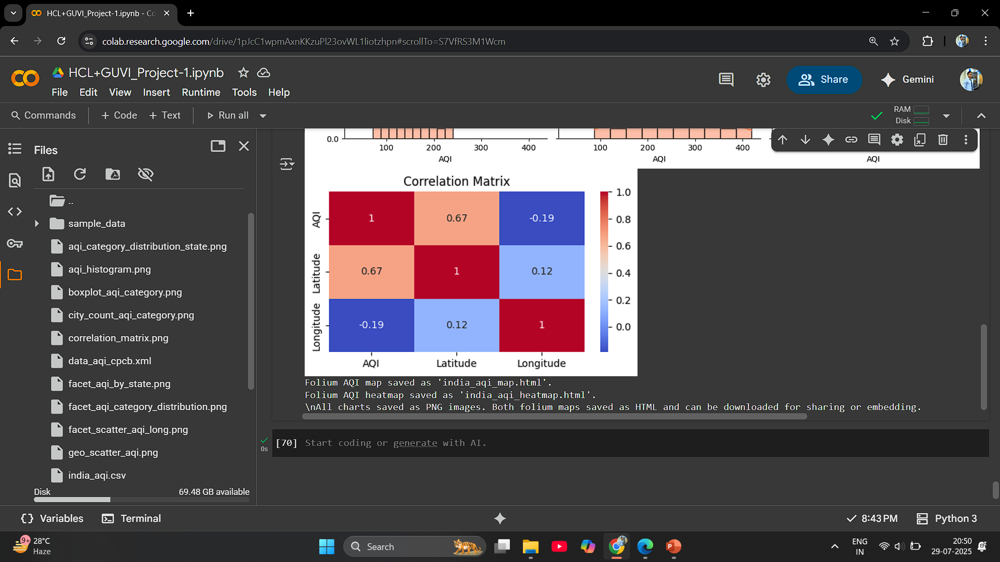 HCL+GUVI_Project-1.ipynb - Co
colab.research.google.com/drive/1pJcC1wpmAxnKKzuPl23ovWL1liotzhpn#scrollTo=S7VfRS3M1Wcm
HCL+GUVI_Project-1.ipynb
File Edit View Insert Runtime Tools Help
Share
Gemini
Commands + Code + Text Run all
RAM
Disk
Files
..
sample_data
aqi_category_distribution_state.png
aqi_histogram.png
boxplot_aqi_category.png
city_count_aqi_category.png
correlation_matrix.png
data_aqi_cpcb.xml
facet_aqi_by_state.png
facet_aqi_category_distribution.png
facet_scatter_aqi_long.png
geo_scatter_aqi.png
india_aqi.csv
Disk 69.48 GB available
0.0
100 200 300 400 100 200 300 400
AQI AQI AQI
Correlation Matrix
AQI 1 0.67 -0.19
Latitude 0.67 1 0.12
Longitude -0.19 0.12 1
AQI Latitude Longitude
1.0
0.8
0.6
0.4
0.2
0.0
Folium AQI map saved as 'india_aqi_map.html'.
Folium AQI heatmap saved as 'india_aqi_heatmap.html'.
\nAll charts saved as PNG images. Both folium maps saved as HTML and can be downloaded for sharing or embedding.
0s
[70] Start coding or generate with AI.
{} Variables Terminal
8:43 PM Python 3
9+
28°C
Haze
Search
ENG
IN
20:50
29-07-2025